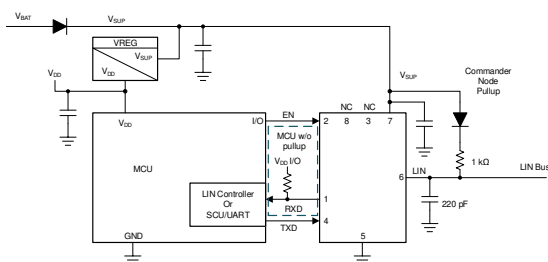 VBAT
VSUP
VREG
VSUP
VDD
VDD
VDD
MCU
I/O
EN
MCU w/o
pullup
VDD I/O
RXD
TXD
LIN Controller
Or
SCI/UART
GND
2
8
3
7
NC
NC
1
4
5
6
VSUP
Commander
Node
Pullup
1 kΩ
LIN
LIN Bus
220 pF